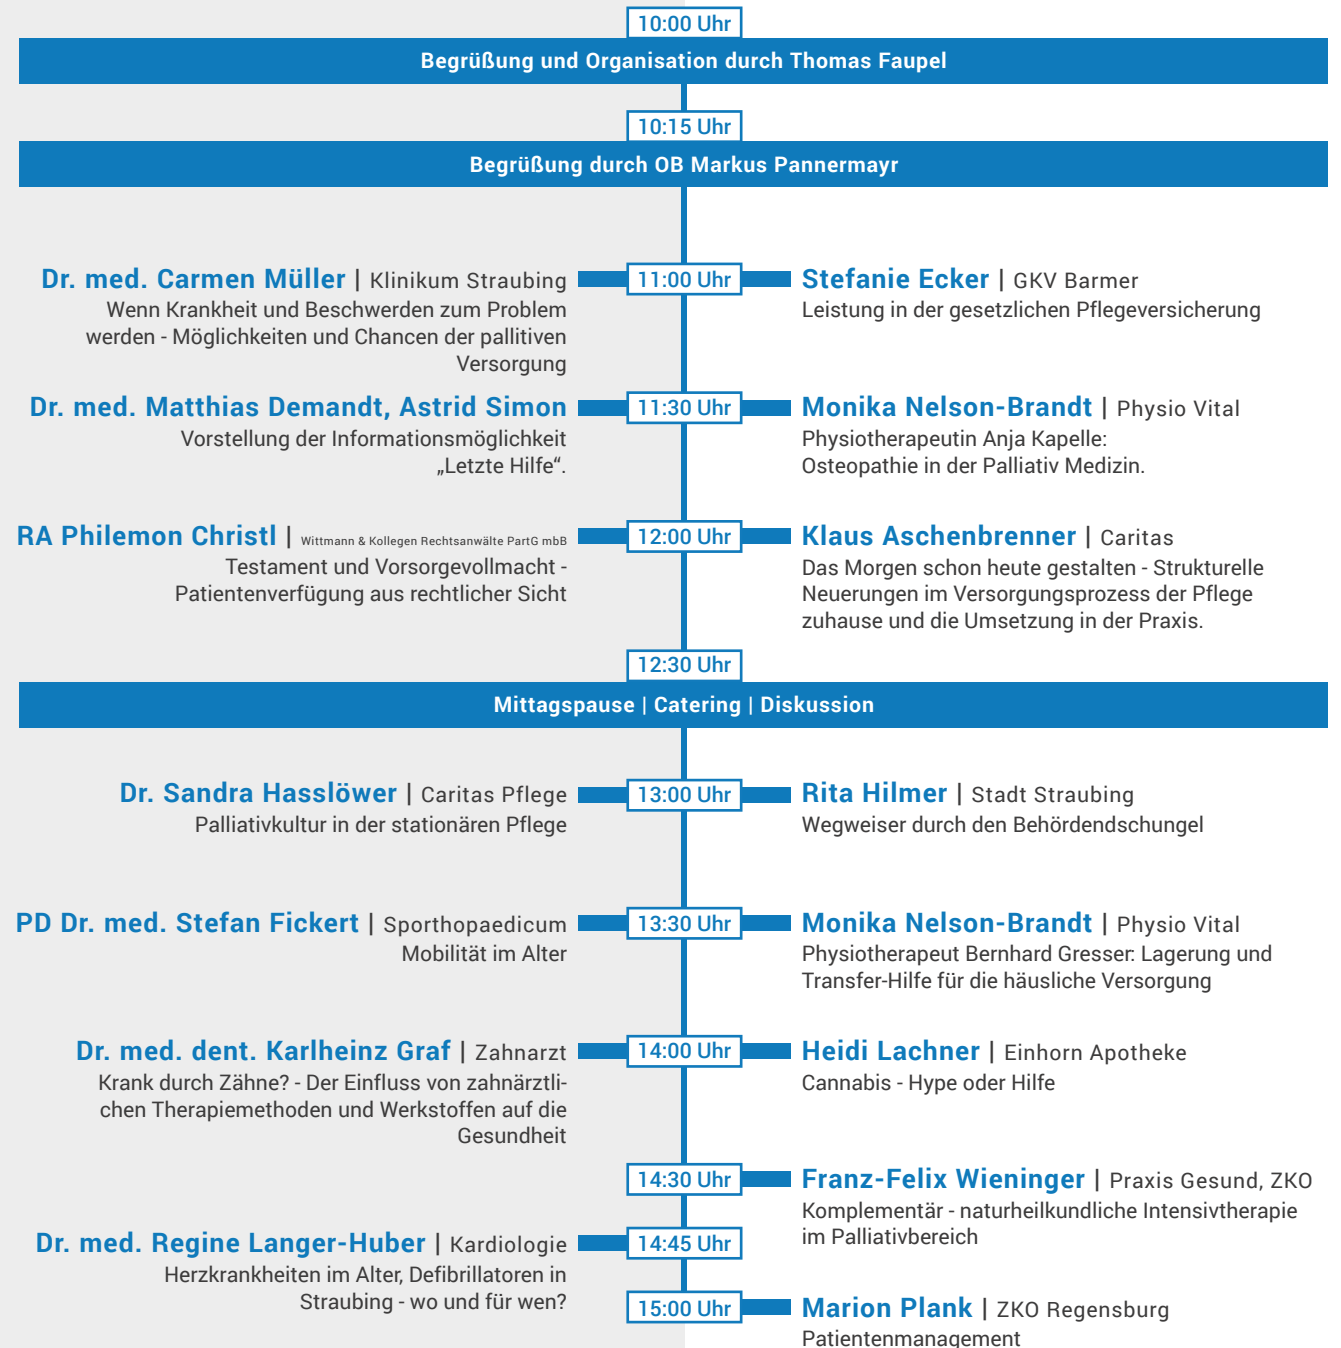 10:00 Uhr
Begrüßung und Organisation durch Thomas Faupel
10:15 Uhr
Begrüßung durch OB Markus Pannermayr
Dr. med. Carmen Müller | Klinikum Straubing
Wenn Krankheit und Beschwerden zum Problem
werden - Möglichkeiten und Chancen der pallitiven
Versorgung
11:00 Uhr
Stefanie Ecker | GKV Barmer
Leistung in der gesetzlichen Pflegeversicherung
Dr. med. Matthias Demandt, Astrid Simon
Vorstellung der Informationsmöglichkeit
„Letzte Hilfe“.
11:30 Uhr
Monika Nelson-Brandt | Physio Vital
Physiotherapeutin Anja Kapelle:
Osteopathie in der Palliativ Medizin.
RA Philemon Christl | Wittmann & Kollegen Rechtsanwälte PartG mbB
Testament und Vorsorgevollmacht -
Patientenverfügung aus rechtlicher Sicht
12:00 Uhr
Klaus Aschenbrenner | Caritas
Das Morgen schon heute gestalten - Strukturelle
Neuerungen im Versorgungsprozess der Pflege
zuhause und die Umsetzung in der Praxis.
12:30 Uhr
Mittagspause | Catering | Diskussion
Dr. Sandra Hasslöwer | Caritas Pflege
Palliativkultur in der stationären Pflege
13:00 Uhr
Rita Hilmer | Stadt Straubing
Wegweiser durch den Behördendschungel
PD Dr. med. Stefan Fickert | Sporthopaedicum
Mobilität im Alter
13:30 Uhr
Monika Nelson-Brandt | Physio Vital
Physiotherapeut Bernhard Gresser: Lagerung und
Transfer-Hilfe für die häusliche Versorgung
Dr. med. dent. Karlheinz Graf | Zahnarzt
Krank durch Zähne? - Der Einfluss von zahnärztli-
chen Therapiemethoden und Werkstoffen auf die
Gesundheit
14:00 Uhr
Heidi Lachner | Einhorn Apotheke
Cannabis - Hype oder Hilfe
14:30 Uhr
Franz-Felix Wieninger | Praxis Gesund, ZKO
Komplementär - naturheilkundliche Intensivtherapie
im Palliativbereich
Dr. med. Regine Langer-Huber | Kardiologie
Herzkrankheiten im Alter, Defibrillatoren in
Straubing - wo und für wen?
14:45 Uhr
15:00 Uhr
Marion Plank | ZKO Regensburg
Patientenmanagement